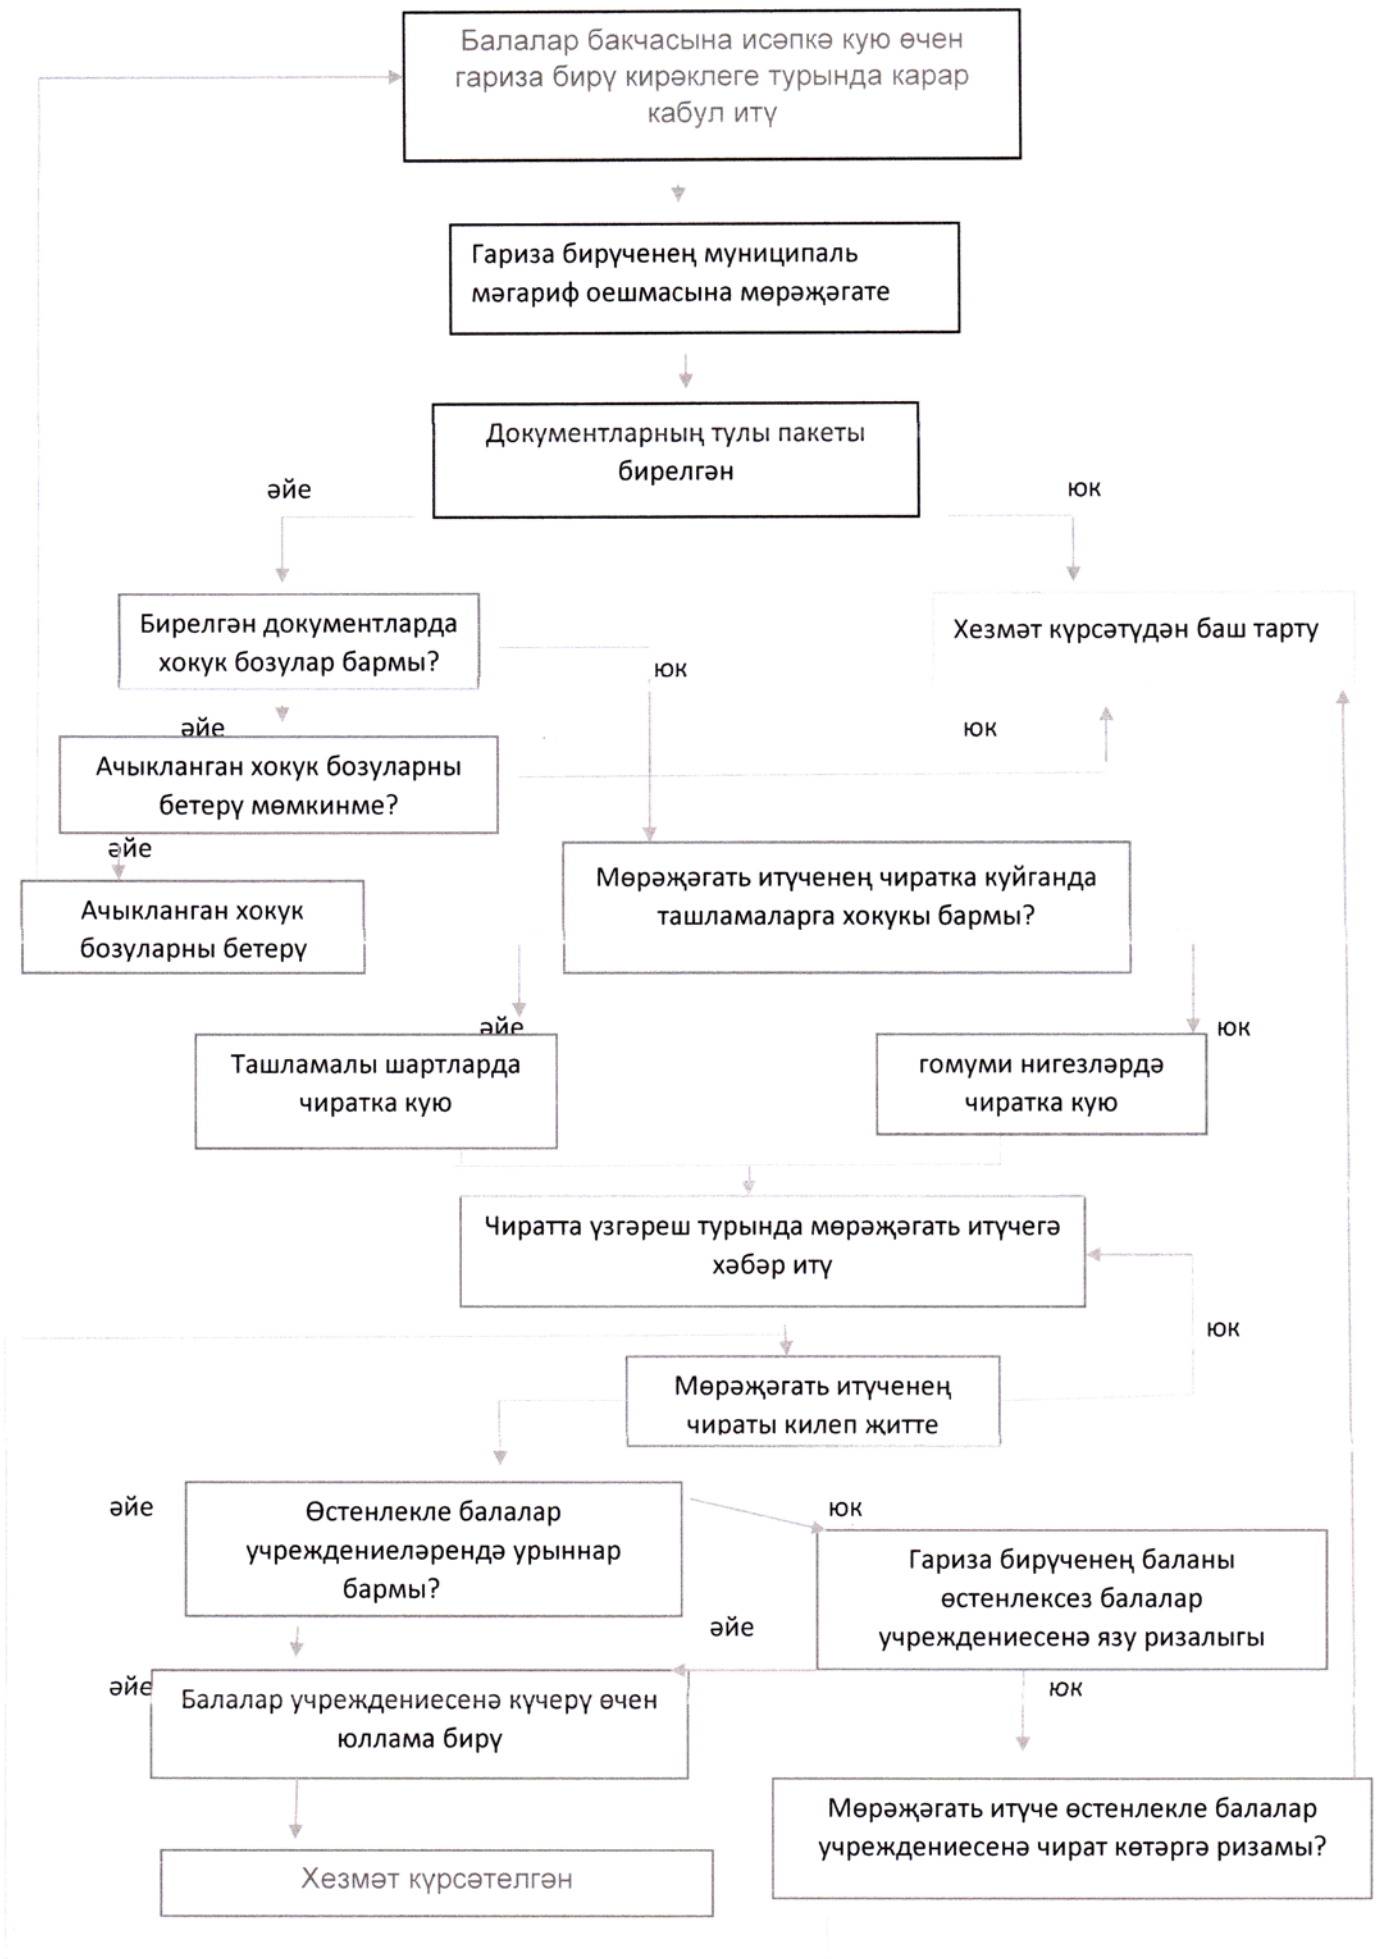 Балалар бакчасына исәпкә кую өчен
гариза бирү кирәклеге турында карар
кабул итү
Гариза бирүченең муниципаль
мәгариф оешмасына мөрәҗәгате
Документларның тулы пакеты
бирелгән
әйе
юк
Бирелгән документларда
хокук бозулар бармы?
Хезмәт күрсәтүдән баш тарту
юк
әйе
юк
Ачыкланган хокук бозуларны
бетерү мөмкинме?
әйе
Мөрәҗәгать итүченең чиратка куйганда
ташламаларга хокукы бармы?
Ачыкланган хокук
бозуларны бетерү
әйе
юк
Ташламалы шартларда
чиратка кую
гомуми нигезләрдә
чиратка кую
Чиратта үзгәреш турында мөрәҗәгать итүчегә
хәбәр итү
юк
Мөрәҗәгать итүченең
чираты килеп җитте
әйе
Өстенлекле балалар
учреждениеләрендә урыннар
бармы?
юк
Гариза бирүченең баланы
өстенлексез балалар
учреждениесенә язу ризалыгы
әйе
әйе
Балалар учреждениесенә күчерү өчен
юллама бирү
юк
Мөрәҗәгать итүче өстенлекле балалар
учреждениесенә чират көтәргә ризамы?
Хезмәт күрсәтелгән